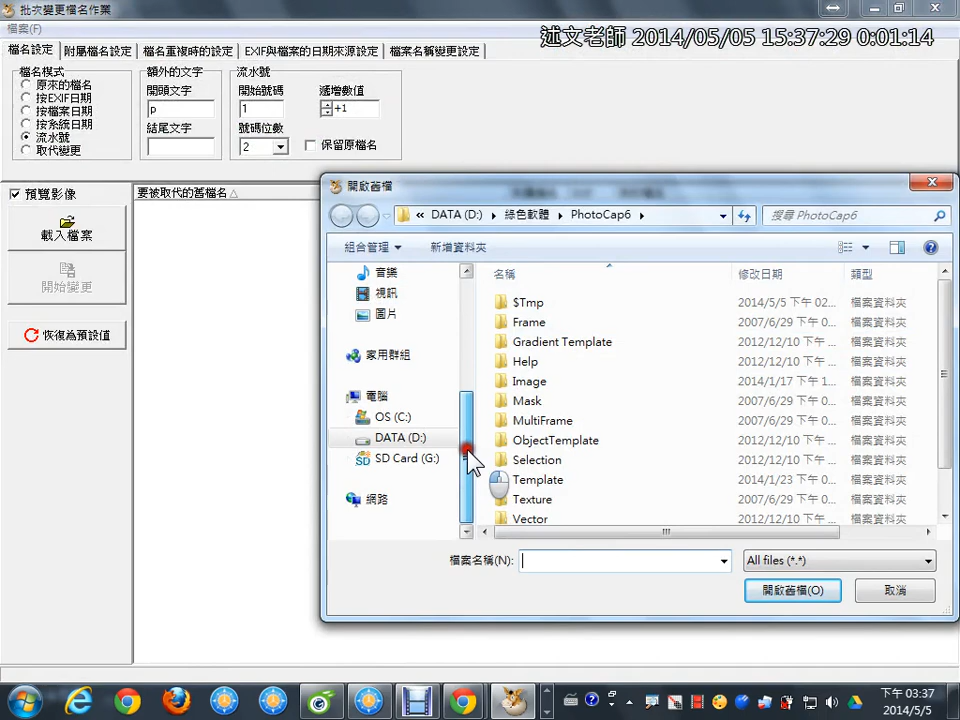 批次變更檔名作業
檔案(F)
述文老師 2014/05/05 15:37:29 0:01:14
檔名設定 附屬檔名設定 檔名重複時的設定 EXIF與檔案的日期來源設定 檔案名稱變更設定
檔名模式
原來的檔名
按EXIF日期
按檔案日期
按系統日期
流水號
取代變更
額外的文字
開頭文字
p
結尾文字
流水號
開始號碼 遞增數值
1 +1
號碼位數
2 保留原檔名
預覽影像
載入檔案
開始變更
恢復為預設值
要被取代的舊檔名
開啟舊檔
« DATA (D:) 綠色軟體 PhotoCap6
搜尋 PhotoCap6
組合管理 新增資料夾
音樂
視訊
圖片
家用群組
電腦
OS (C:)
DATA (D:)
SD Card (G:)
網路
名稱 修改日期 類型
$Tmp 2014/5/5 下午 02... 檔案資料夾
Frame 2007/6/29 下午 0... 檔案資料夾
Gradient Template 2012/12/10 下午 ... 檔案資料夾
Help 2012/12/10 下午 ... 檔案資料夾
Image 2014/1/17 下午 1... 檔案資料夾
Mask 2007/6/29 下午 0... 檔案資料夾
MultiFrame 2007/6/29 下午 0... 檔案資料夾
ObjectTemplate 2012/12/10 下午 ... 檔案資料夾
Selection 2012/12/10 下午 ... 檔案資料夾
Template 2014/1/23 下午 0... 檔案資料夾
Texture 2007/6/29 下午 0... 檔案資料夾
Vector 2012/12/10 下午 ... 檔案資料夾
檔案名稱(N): All files (*.*)
開啟舊檔(O) 取消
下午 03:37
2014/5/5